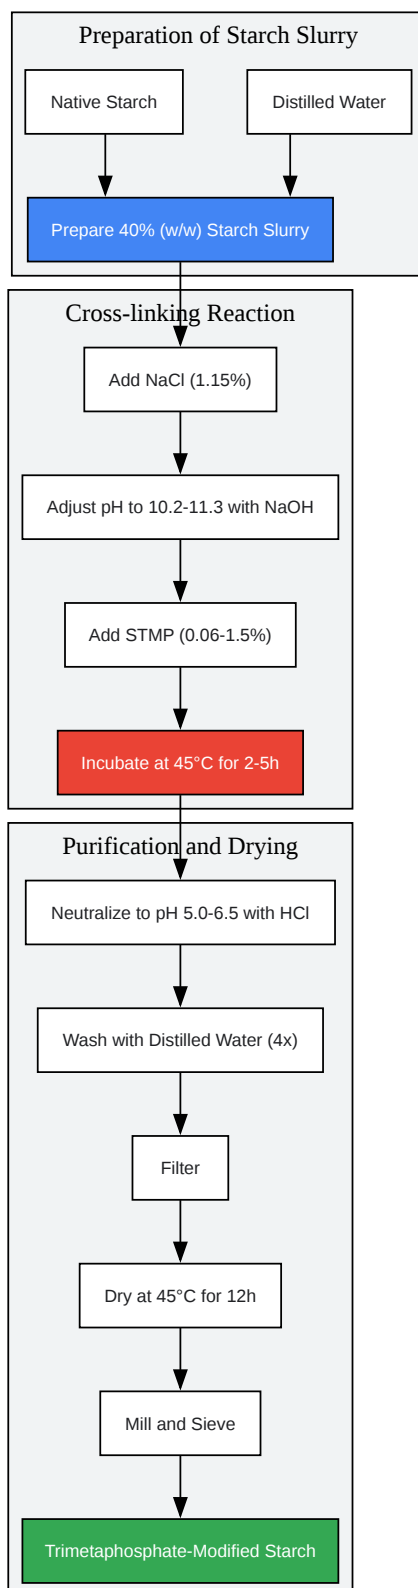 Preparation of Starch Slurry
Native Starch
Distilled Water
Prepare 40% (w/w) Starch Slurry
Cross-linking Reaction
Add NaCl (1.15%)
Adjust pH to 10.2-11.3 with NaOH
Add STMP (0.06-1.5%)
Incubate at 45°C for 2-5h
Purification and Drying
Neutralize to pH 5.0-6.5 with HCl
Wash with Distilled Water (4x)
Filter
Dry at 45°C for 12h
Mill and Sieve
Trimetaphosphate-Modified Starch